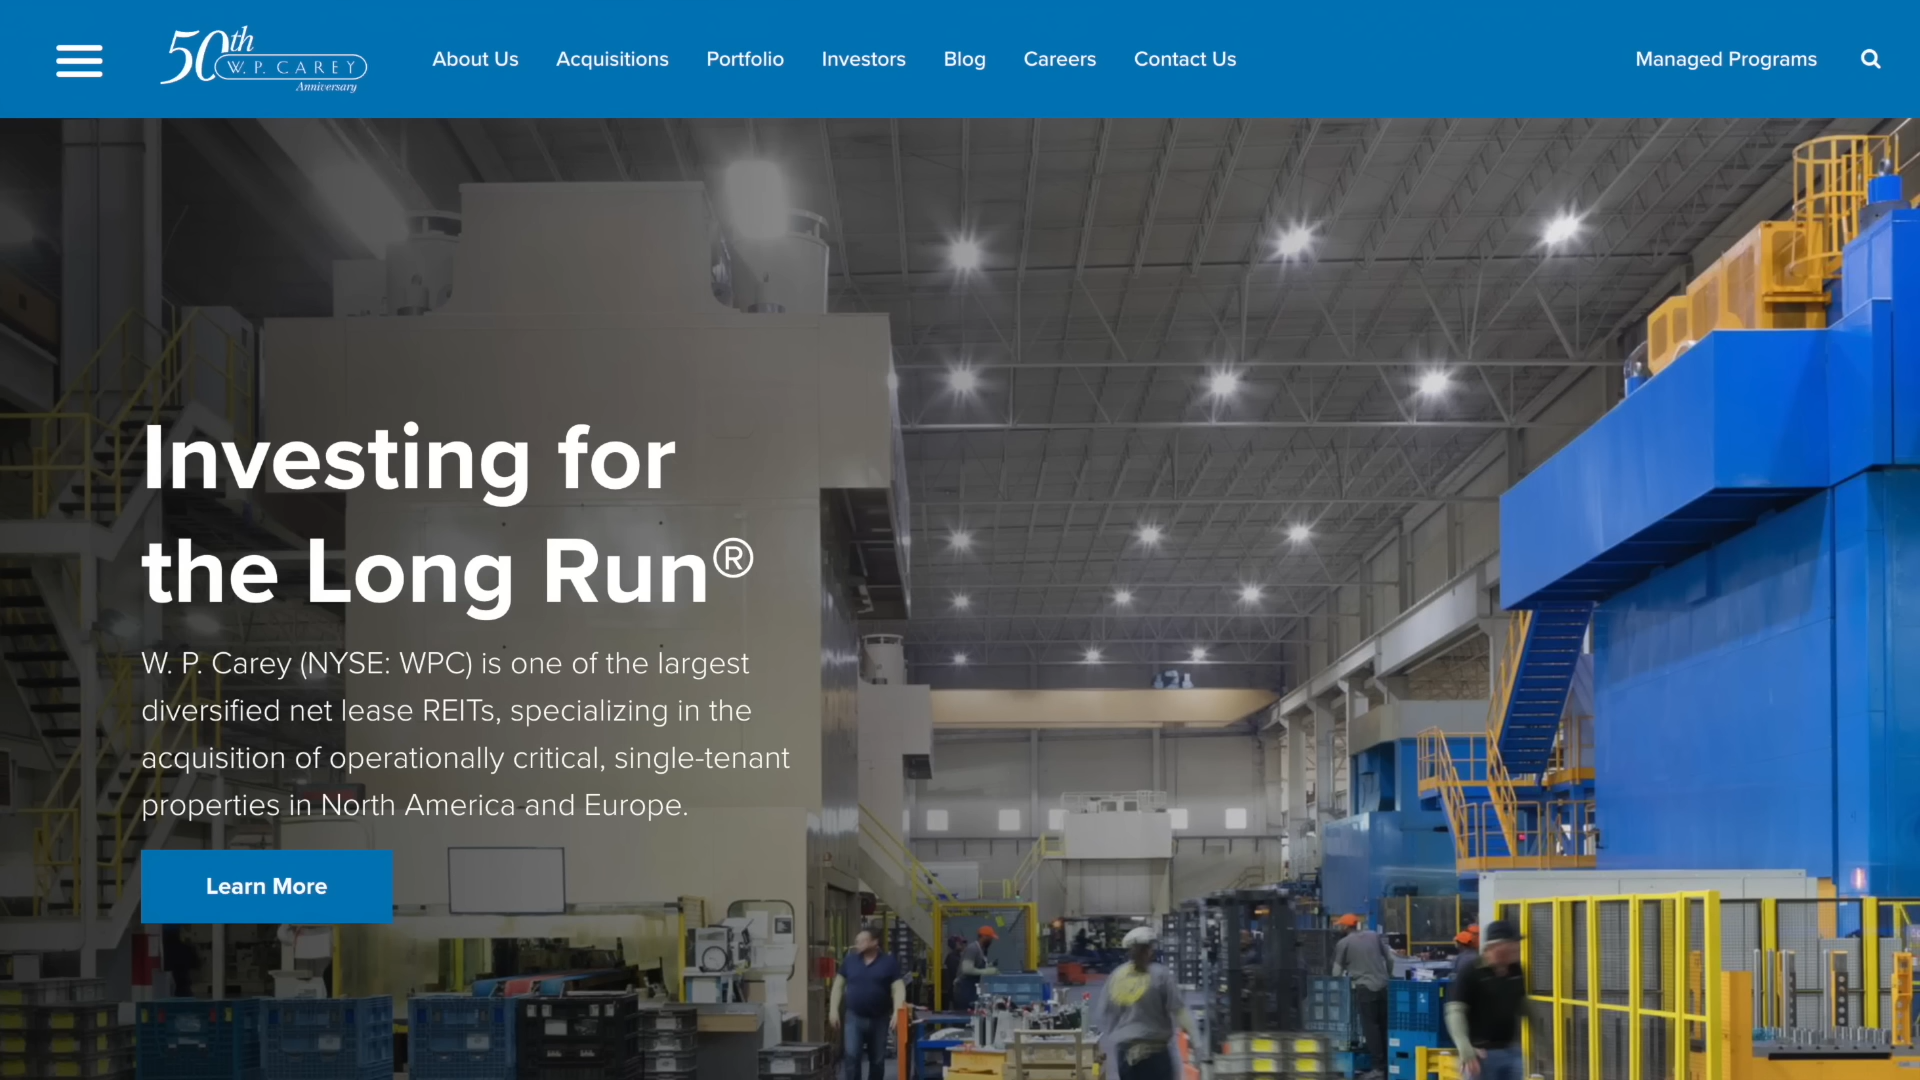 50th
W. P. CAREY
Anniversary
About Us
Acquisitions
Portfolio
Investors
Blog
Careers
Contact Us
Managed Programs
Investing for
the Long Run®
W. P. Carey (NYSE: WPC) is one of the largest
diversified net lease REITs, specializing in the
acquisition of operationally critical, single-tenant
properties in North America and Europe.
Learn More